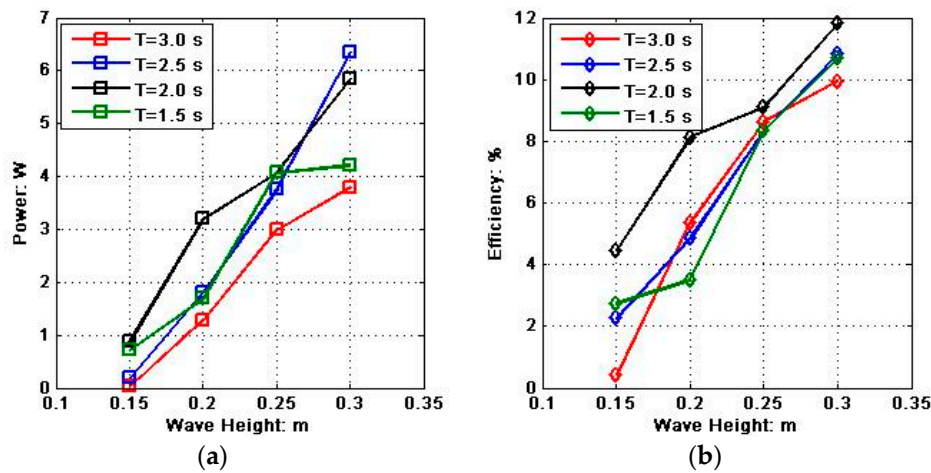 7
6
5
4
3
2
1
0
Power: W
T=3.0 s
T=2.5 s
T=2.0 s
T=1.5 s
0.1 0.15 0.2 0.25 0.3 0.35
Wave Height: m
(a)
12
10
8
6
4
2
0
Efficiency: %
T=3.0 s
T=2.5 s
T=2.0 s
T=1.5 s
0.1 0.15 0.2 0.25 0.3 0.35
Wave Height: m
(b)